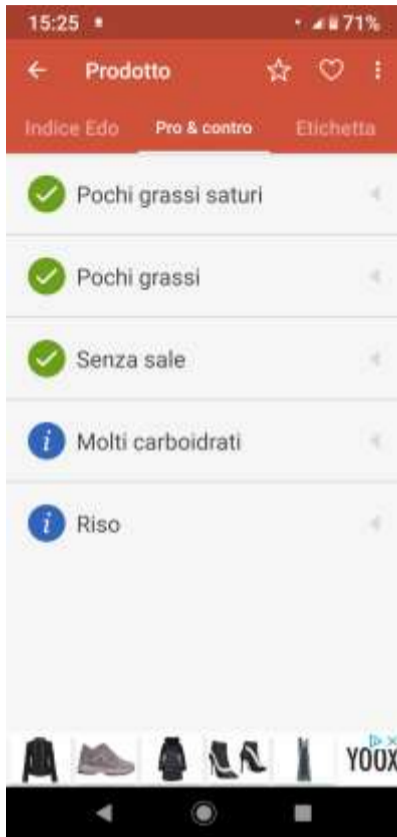 15:25
71%
Prodotto
Indice Edo Pro & contro Etichetta
Pochi grassi saturi
Pochi grassi
Senza sale
Molti carboidrati
Riso
YOOX